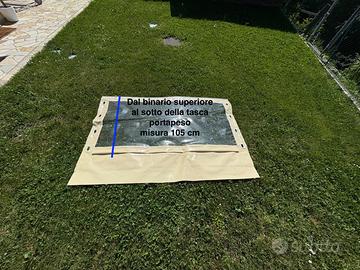 Dal binario superiore
al sotto della tasca
portapeso
misura 105 cm
subito